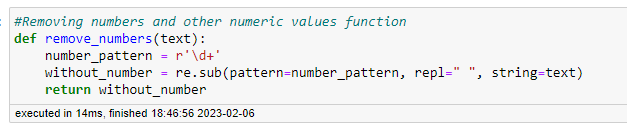 #Removing numbers and other numeric values function
def remove_numbers(text):
    number_pattern = r'\d+'
    without_number = re.sub(pattern=number_pattern, repl=" ", string=text)
    return without_number
executed in 14ms, finished 18:46:56 2023-02-06